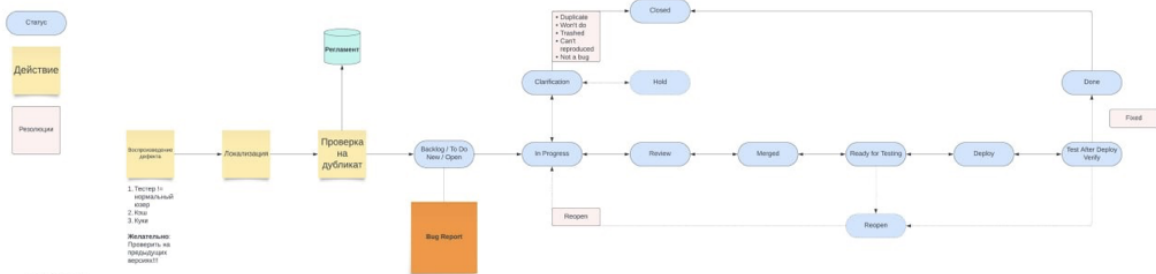 Статус
Действие
Резолюции
Воспроизведение
дефекта
1. Тестер !=
нормальный
юзер
2. Кэш
3. Куки
Желательно:
Проверить на
предыдущих
версиях!!!
Локализация
Регламент
Проверка
на
дубликат
Backlog / To Do
New / Open
Bug Report
• Duplicate
• Won't do
• Trashed
• Can't
reproduced
• Not a bug
Closed
Clarification
Hold
Done
Fixed
In Progress
Review
Merged
Ready for Testing
Deploy
Test After Deploy
Verify
Reopen
Reopen